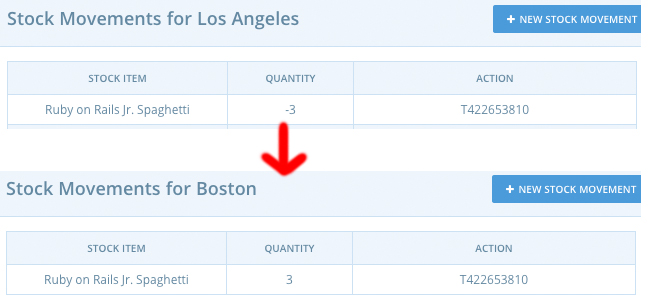 Stock Movements for Los Angeles
+ NEW STOCK MOVEMENT
STOCK ITEM QUANTITY ACTION
Ruby on Rails Jr. Spaghetti -3 T422653810
Stock Movements for Boston
+ NEW STOCK MOVEMENT
STOCK ITEM QUANTITY ACTION
Ruby on Rails Jr. Spaghetti 3 T422653810